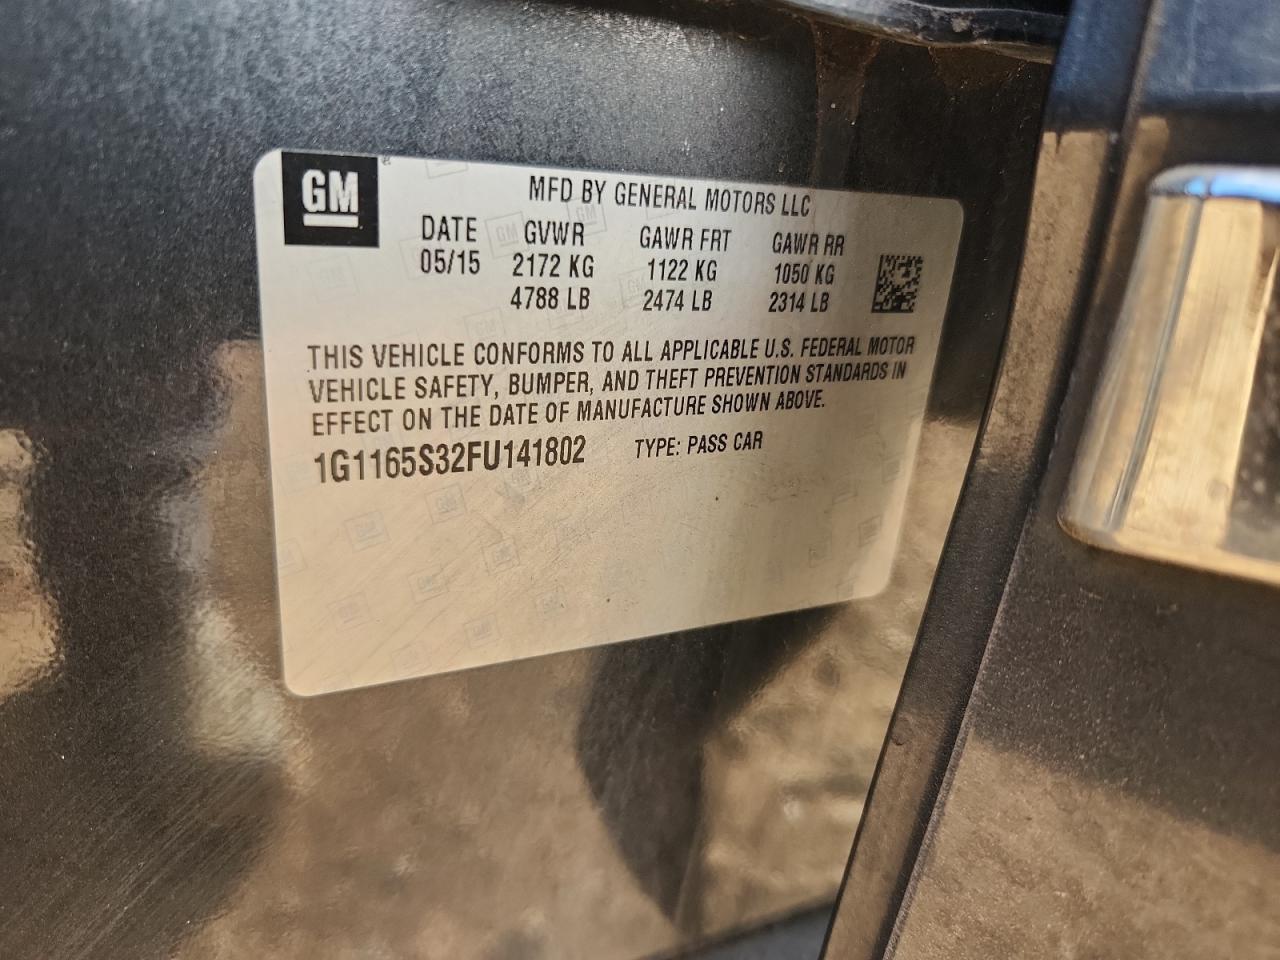 GM
MFD BY GENERAL MOTORS LLC
DATE GVWR GAWR FRT GAWR RR
05/15 2172 KG 1122 KG 1050 KG
4788 LB 2474 LB 2314 LB
THIS VEHICLE CONFORMS TO ALL APPLICABLE U.S. FEDERAL MOTOR
VEHICLE SAFETY, BUMPER, AND THEFT PREVENTION STANDARDS IN
EFFECT ON THE DATE OF MANUFACTURE SHOWN ABOVE.
1G1165S32FU141802 TYPE: PASS CAR